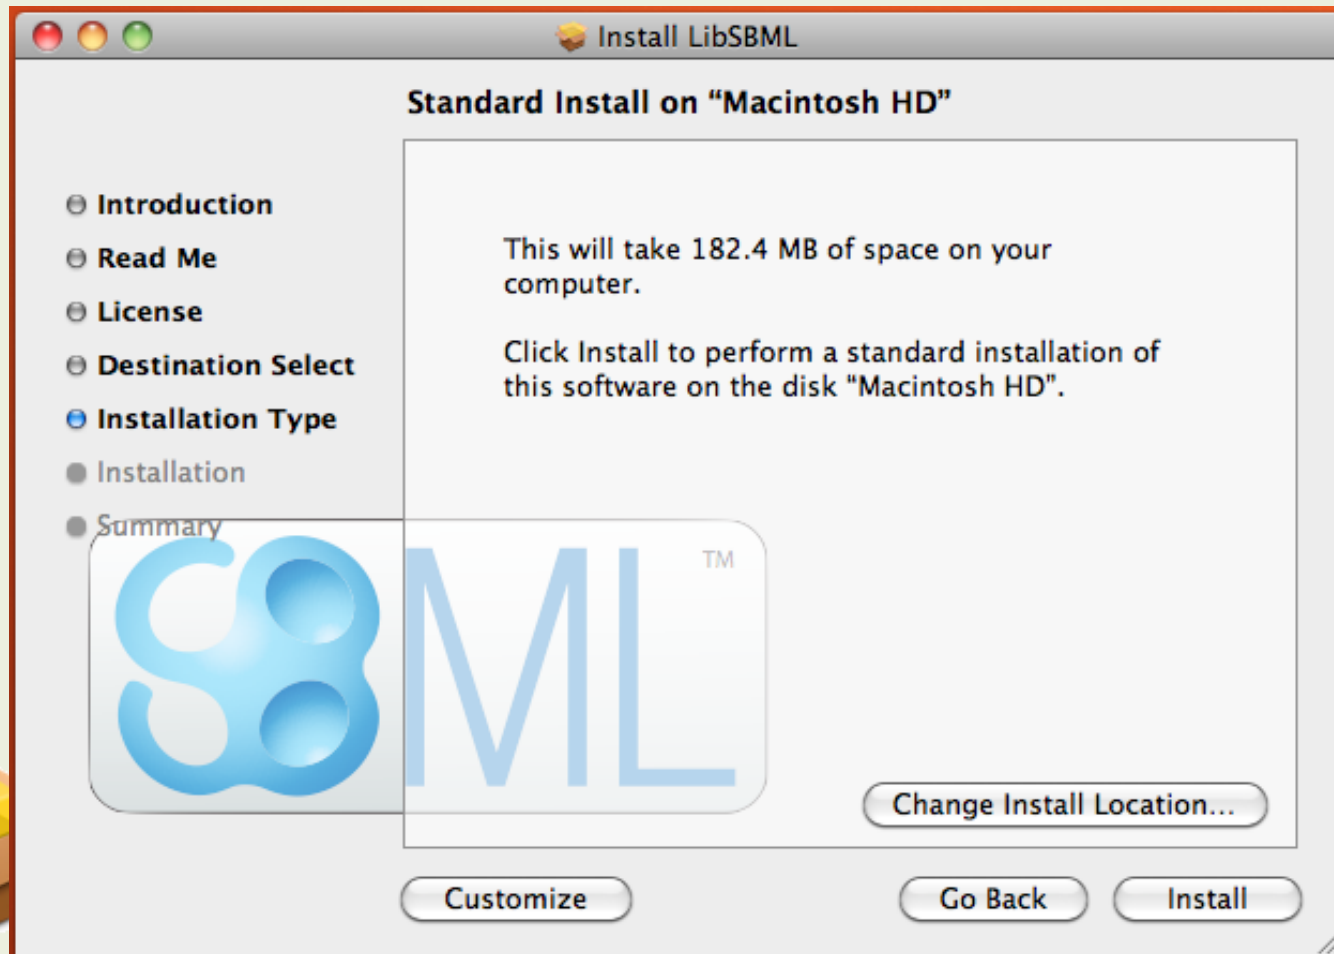 Install LibSBML
Standard Install on “Macintosh HD”
Introduction
Read Me
License
Destination Select
Installation Type
Installation
Summary
This will take 182.4 MB of space on your
computer.
Click Install to perform a standard installation of
this software on the disk “Macintosh HD”.
SBML TM
Change Install Location...
Customize
Go Back
Install